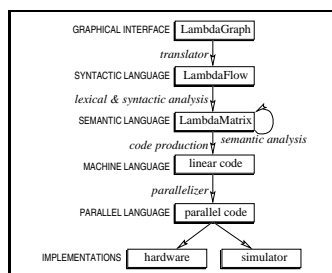 GRAPHICAL INTERFACE LambdaGraph
translator
SYNTACTIC LANGUAGE LambdaFlow
lexical & syntactic analysis
SEMANTIC LANGUAGE LambdaMatrix
semantic analysis
code production
MACHINE LANGUAGE linear code
parallelizer
PARALLEL LANGUAGE parallel code
IMPLEMENTATIONS hardware simulator